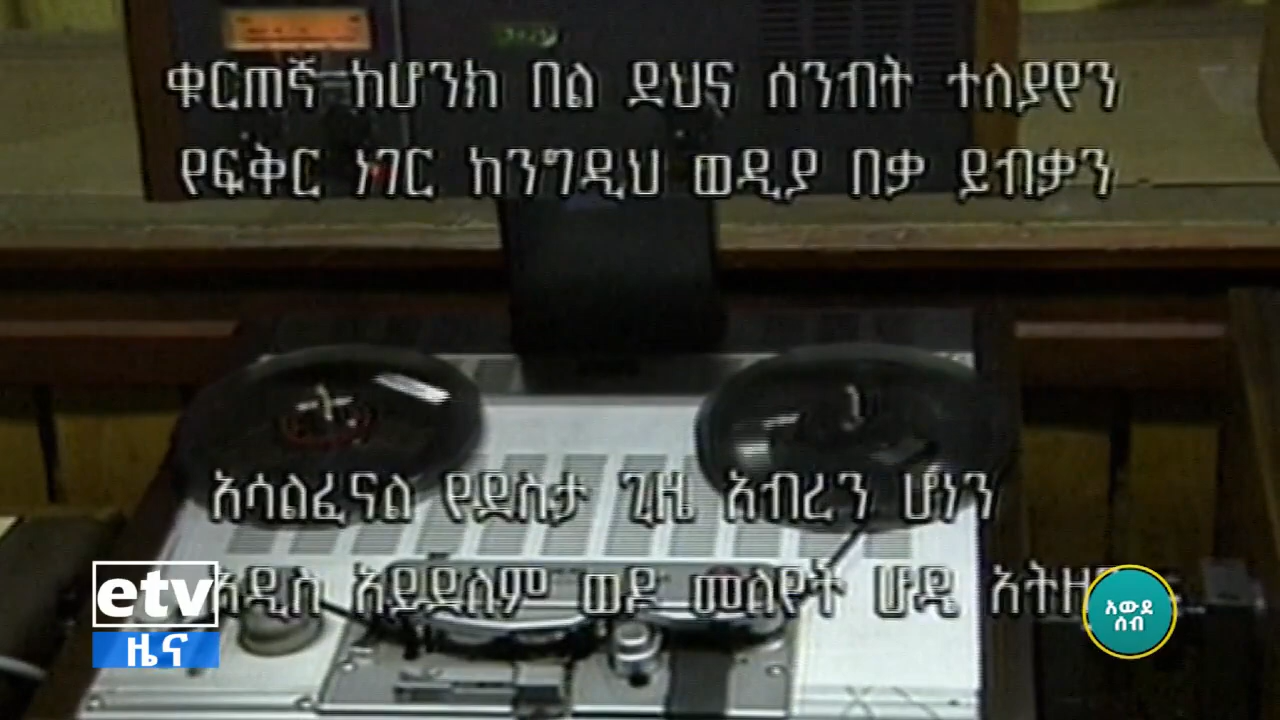 ቁርጠኛ ከሆንክ በል ደህና ሰንብት ተለያየን
የፍቅር ነገር ከንግዲህ ወዲያ በቃ ይብቃን
አሳልፈናል የደስታ ጊዜ አብረን ሆነን
አዲስ አይደለም ወዶ መለየት ሆዴ
etv
ዜና
አውደ
ሰብ